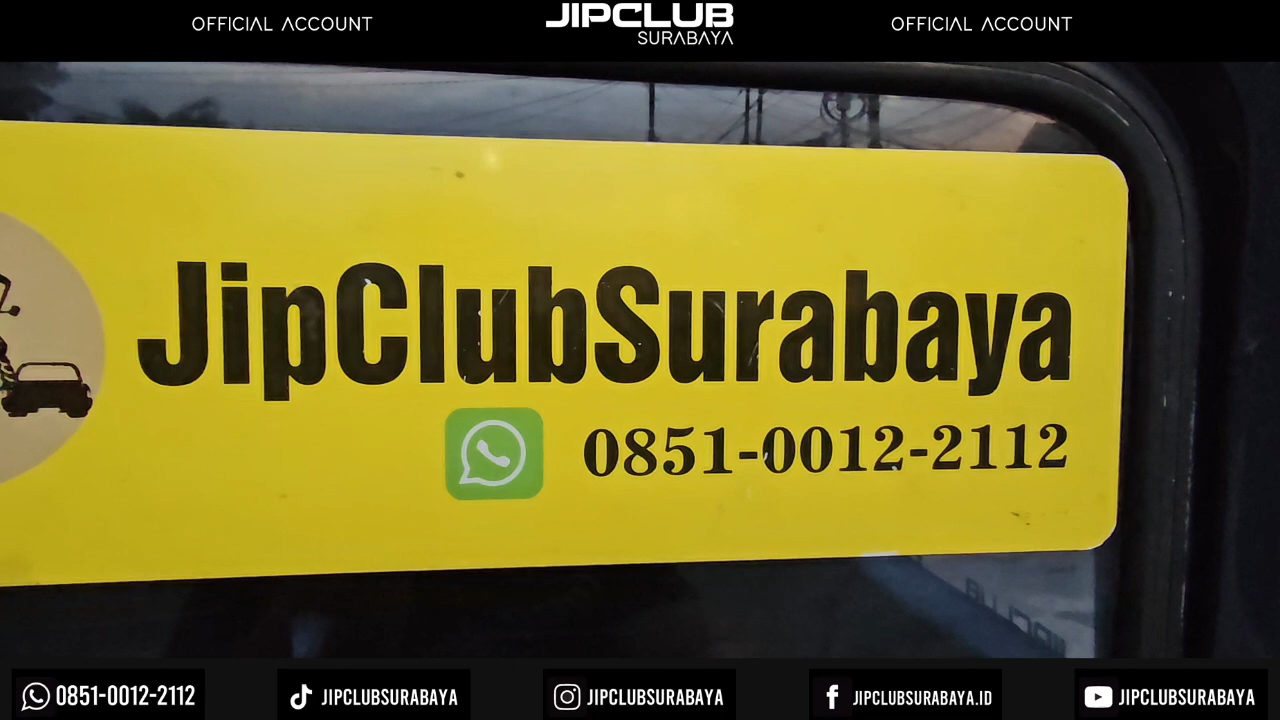 OFFICIAL ACCOUNT
JIPCLUB
SURABAYA
OFFICIAL ACCOUNT
JipClubSurabaya
0851-0012-2112
0851-0012-2112
JIPCLUBSURABAYA
JIPCLUBSURABAYA
JIPCLUBSURABAYA.ID
JIPCLUBSURABAYA